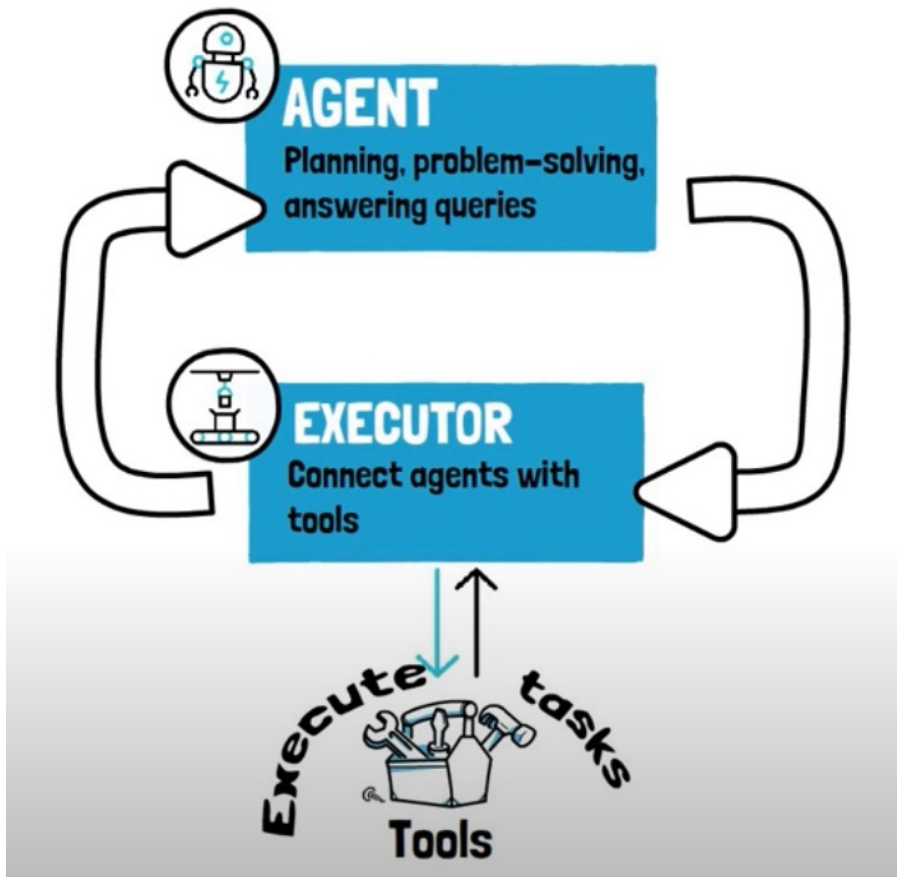 AGENT
Planning, problem-solving,
answering queries
EXECUTOR
Connect agents with
tools
Execute tasks
Tools